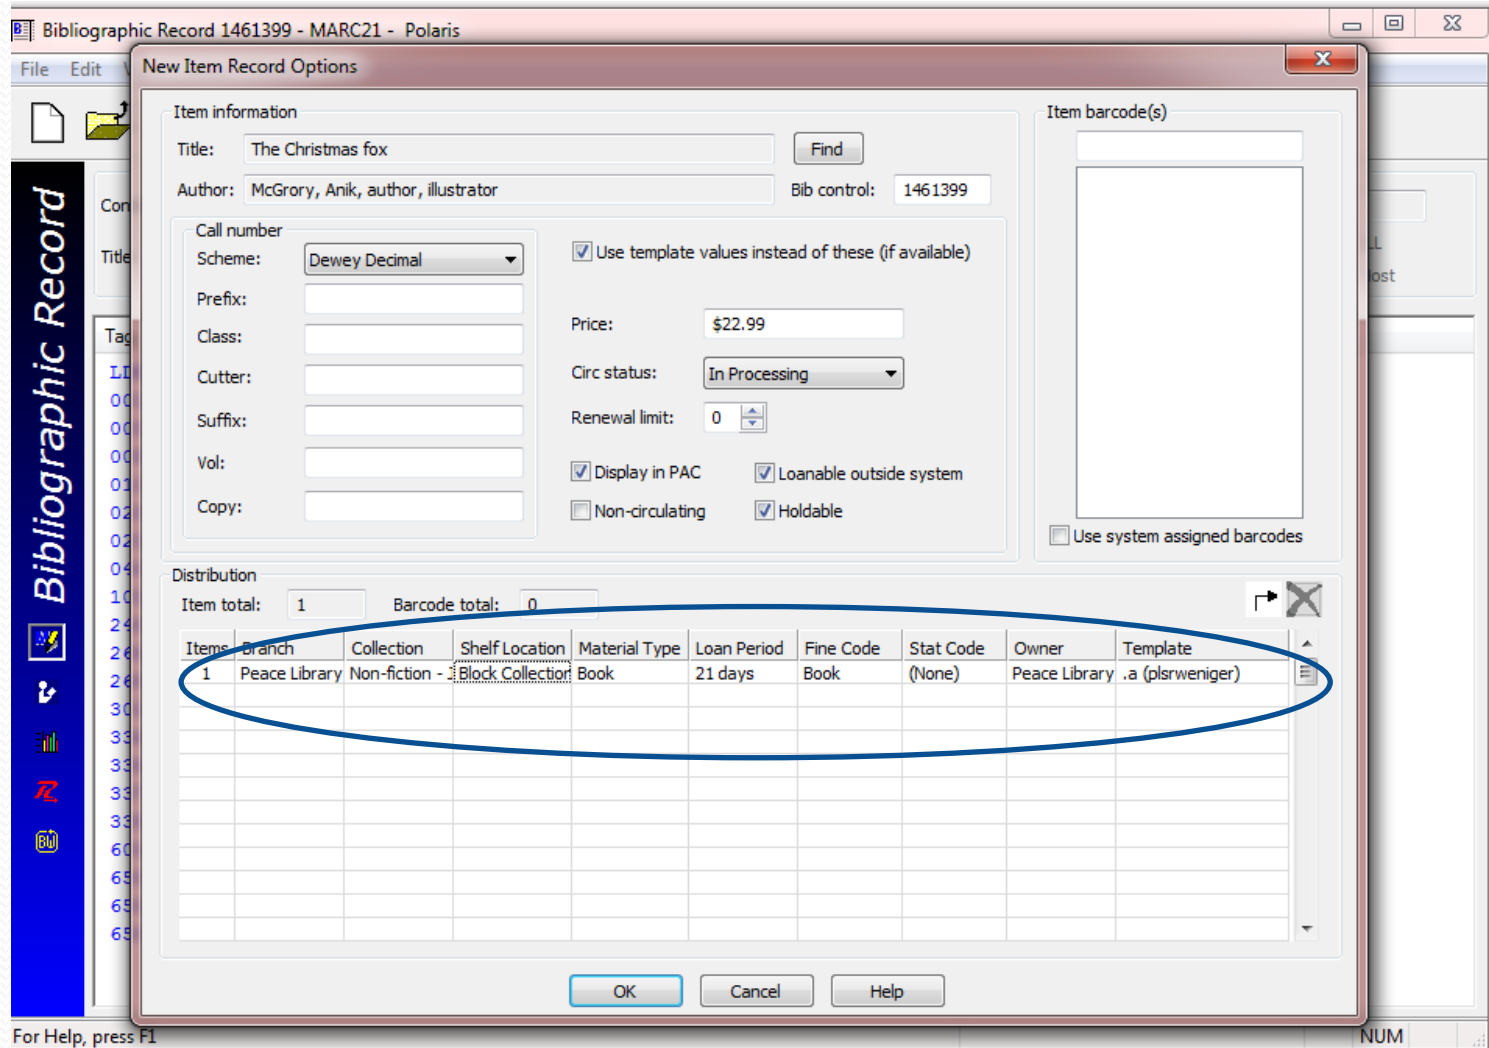 Bibliographic Record 1461399 - MARC21 - Polaris
File Edit
New Item Record Options
Item information
Item barcode(s)
Title: The Christmas fox Find
Author: McGrory, Anik, author, illustrator Bib control: 1461399
Call number
Scheme: Dewey Decimal
Use template values instead of these (if available)
Prefix:
Price: $22.99
Class:
Circ status: In Processing
Cutter:
Renewal limit: 0
Suffix:
Vol:
Display in PAC Loanable outside system
Copy:
Non-circulating Holdable
Use system assigned barcodes
Distribution
Item total: 1 Barcode total: 0
Items Branch Collection Shelf Location Material Type Loan Period Fine Code Stat Code Owner Template
1 Peace Library Non-fiction - J Block Collection Book 21 days Book (None) Peace Library .a (plsrweniger)
OK Cancel Help
Bibliographic Record
Con
Title
LL
Tag
For Help, press F1
NUM